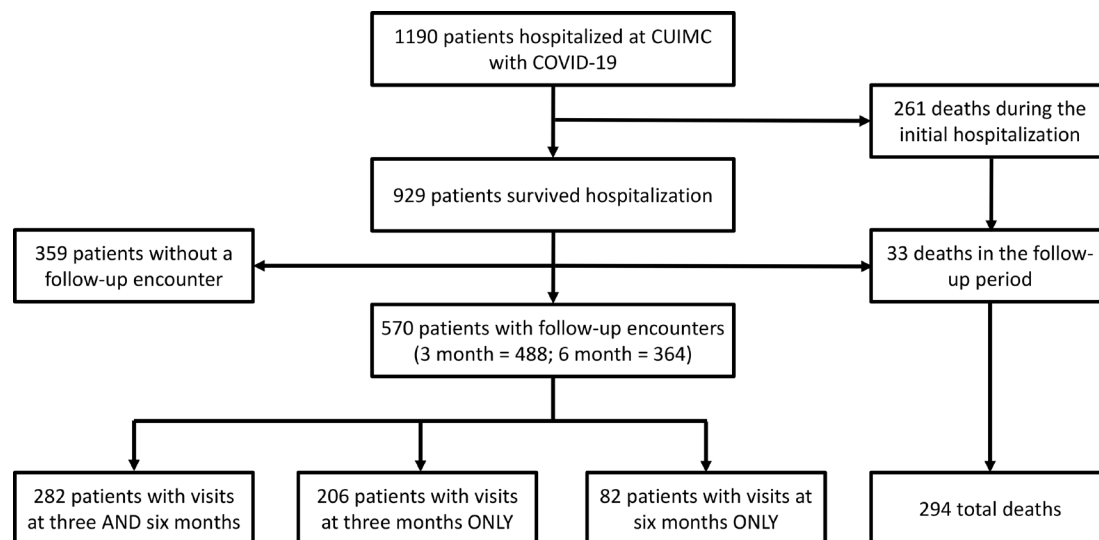 1190 patients hospitalized at CUIMC
with COVID-19
261 deaths during the
initial hospitalization
929 patients survived hospitalization
359 patients without a
follow-up encounter
33 deaths in the follow-
up period
570 patients with follow-up encounters
(3 month = 488; 6 month = 364)
282 patients with visits
at three AND six months
206 patients with visits
at three months ONLY
82 patients with visits at
six months ONLY
294 total deaths